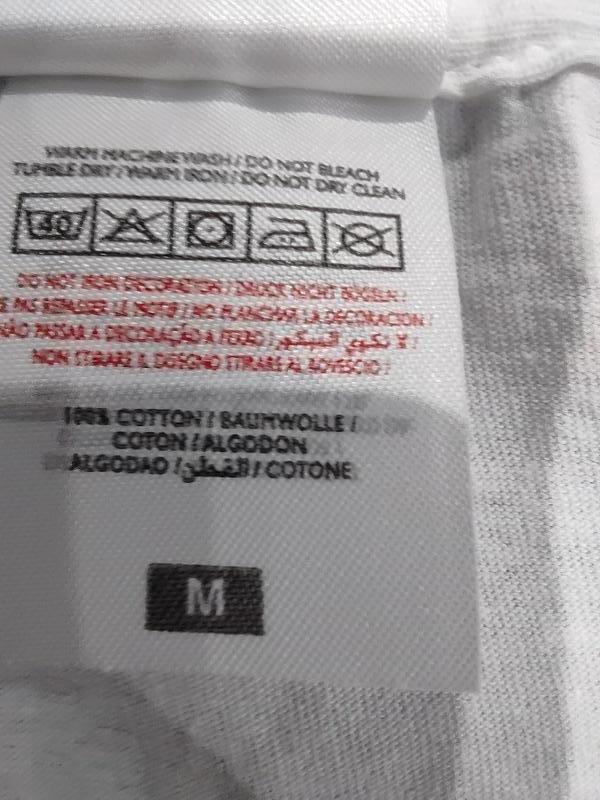 WARM MACHINE WASH / DO NOT BLEACH
TUMBLE DRY / WARM IRON / DO NOT DRY CLEAN
40
DO NOT IRON DECORATION / DRUCK NICHT BÜGELN /
PAS REPASSER LE MOTIF / NO PLANCHAR LA DECORACION /
NÃO PASSAR A DECORAÇÃO A FERRO / لا تكوي الديكور /
NON STIRARE IL DISEGNO STIRARE AL ROVESCIO /
100% COTTON / BAUMWOLLE /
COTON / ALGODON
ALGODAO / القطن / COTONE
M